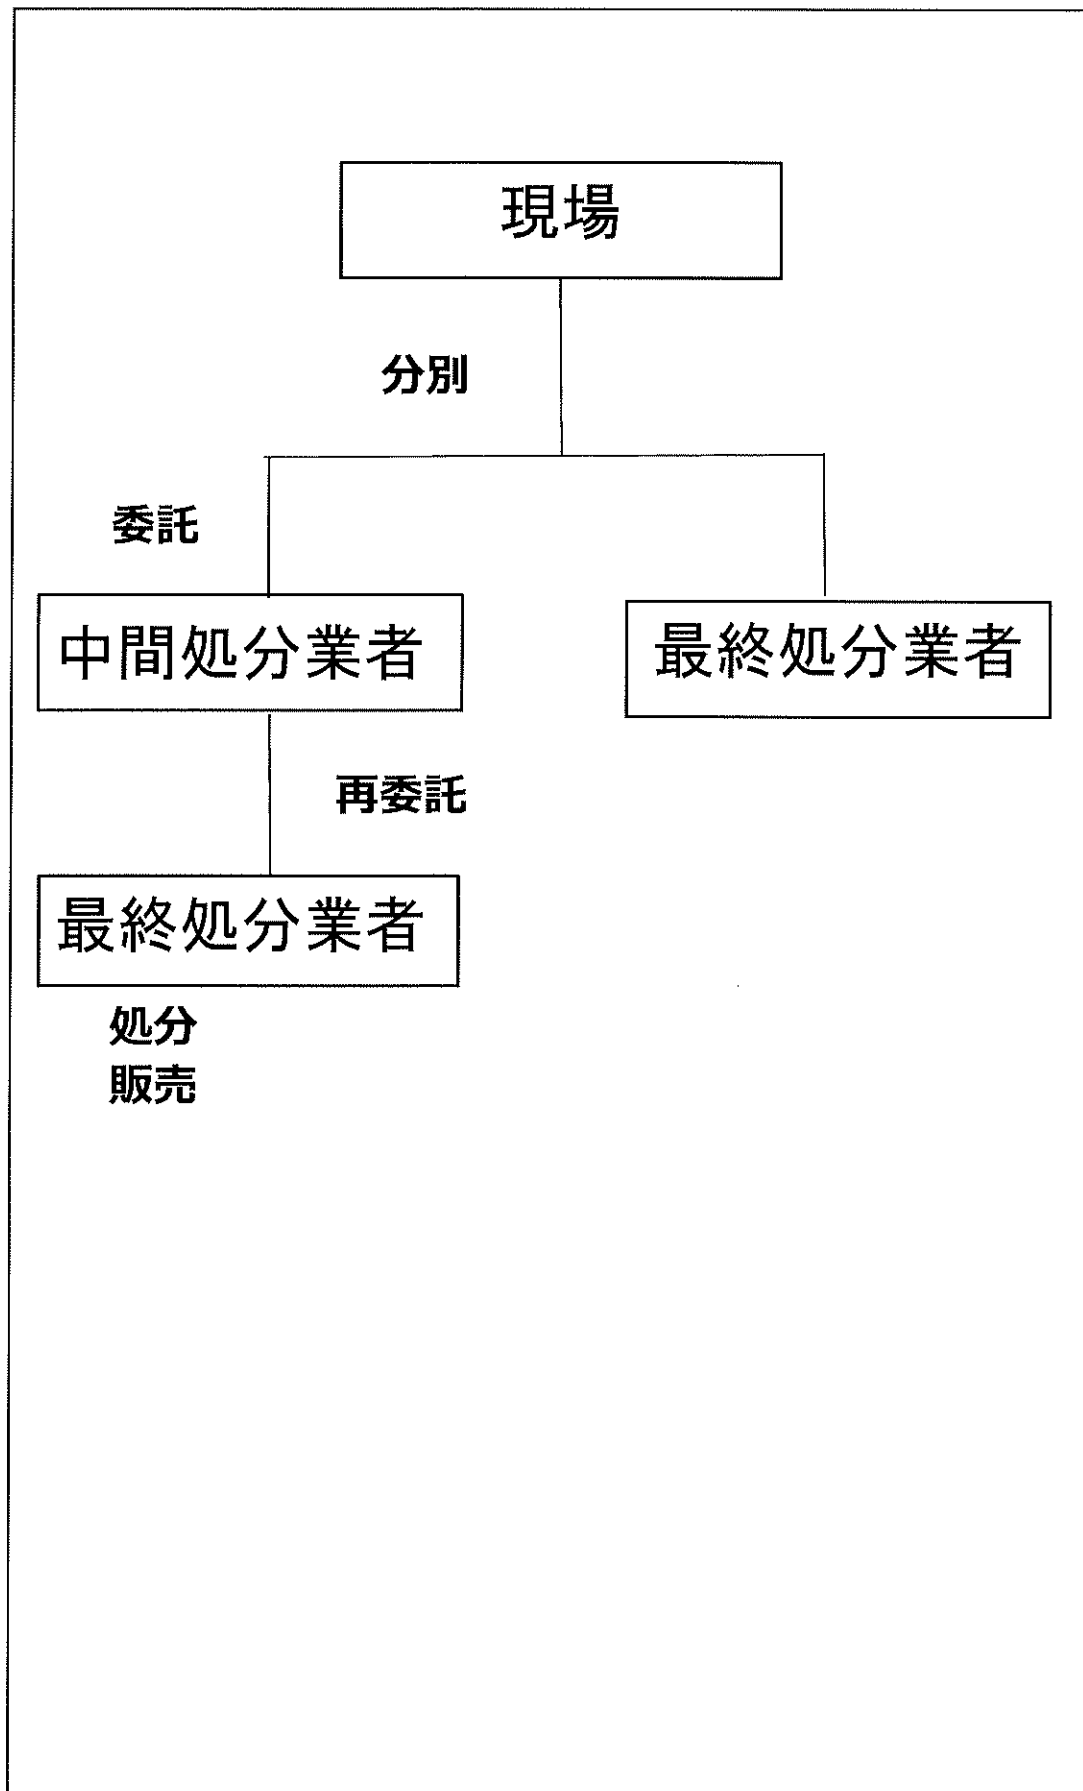 現場
分別
委託
中間処分業者
最終処分業者
再委託
最終処分業者
処分
販売